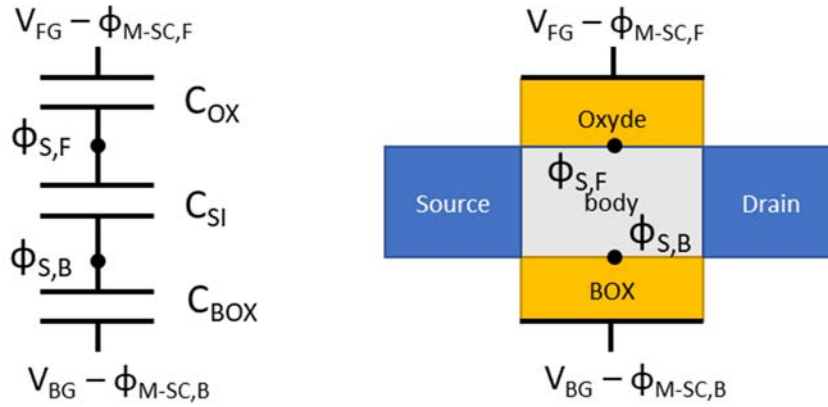 V_FG – ϕ_M-SC,F
C_OX
ϕ_S,F
C_SI
ϕ_S,B
C_BOX
V_BG – ϕ_M-SC,B
V_FG – ϕ_M-SC,F
Oxyde
ϕ_S,F
Source
body
Drain
ϕ_S,B
BOX
V_BG – ϕ_M-SC,B